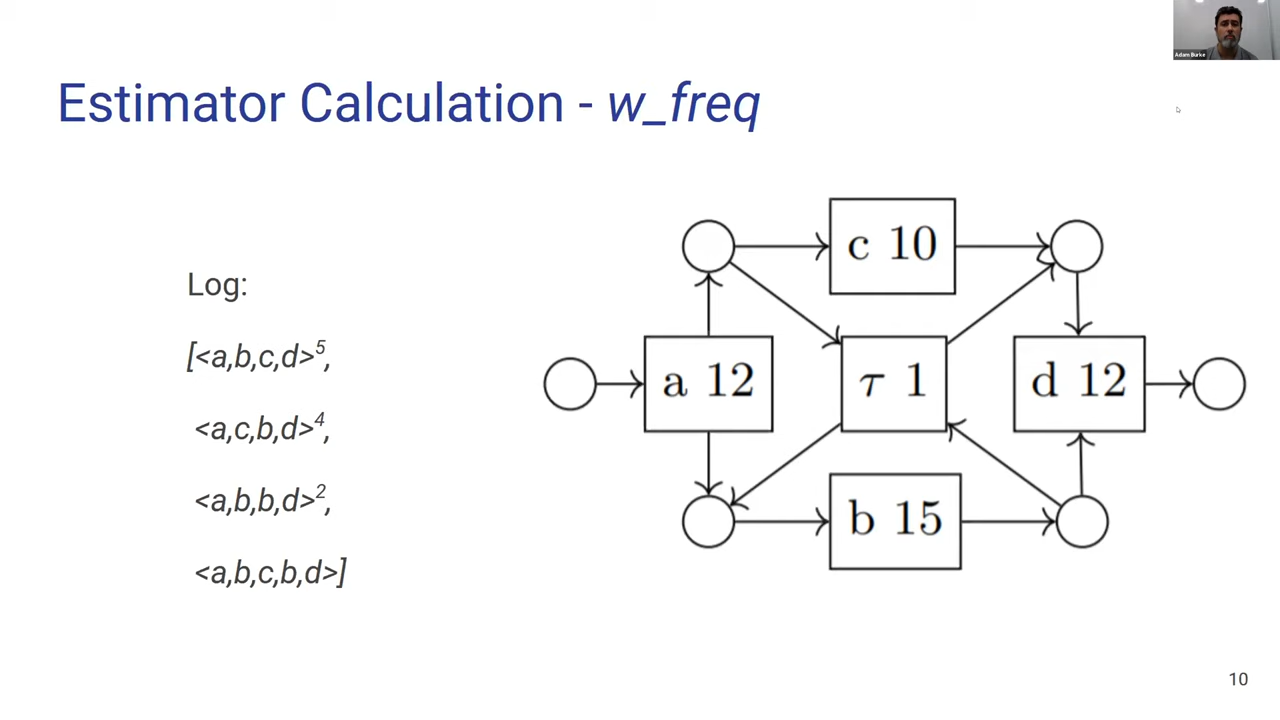 Adam Burke
Estimator Calculation - w_freq
Log:
[<a,b,c,d>⁵,
<a,c,b,d>⁴,
<a,b,b,d>²,
<a,b,c,b,d>]
c 10
a 12
τ 1
d 12
b 15
10